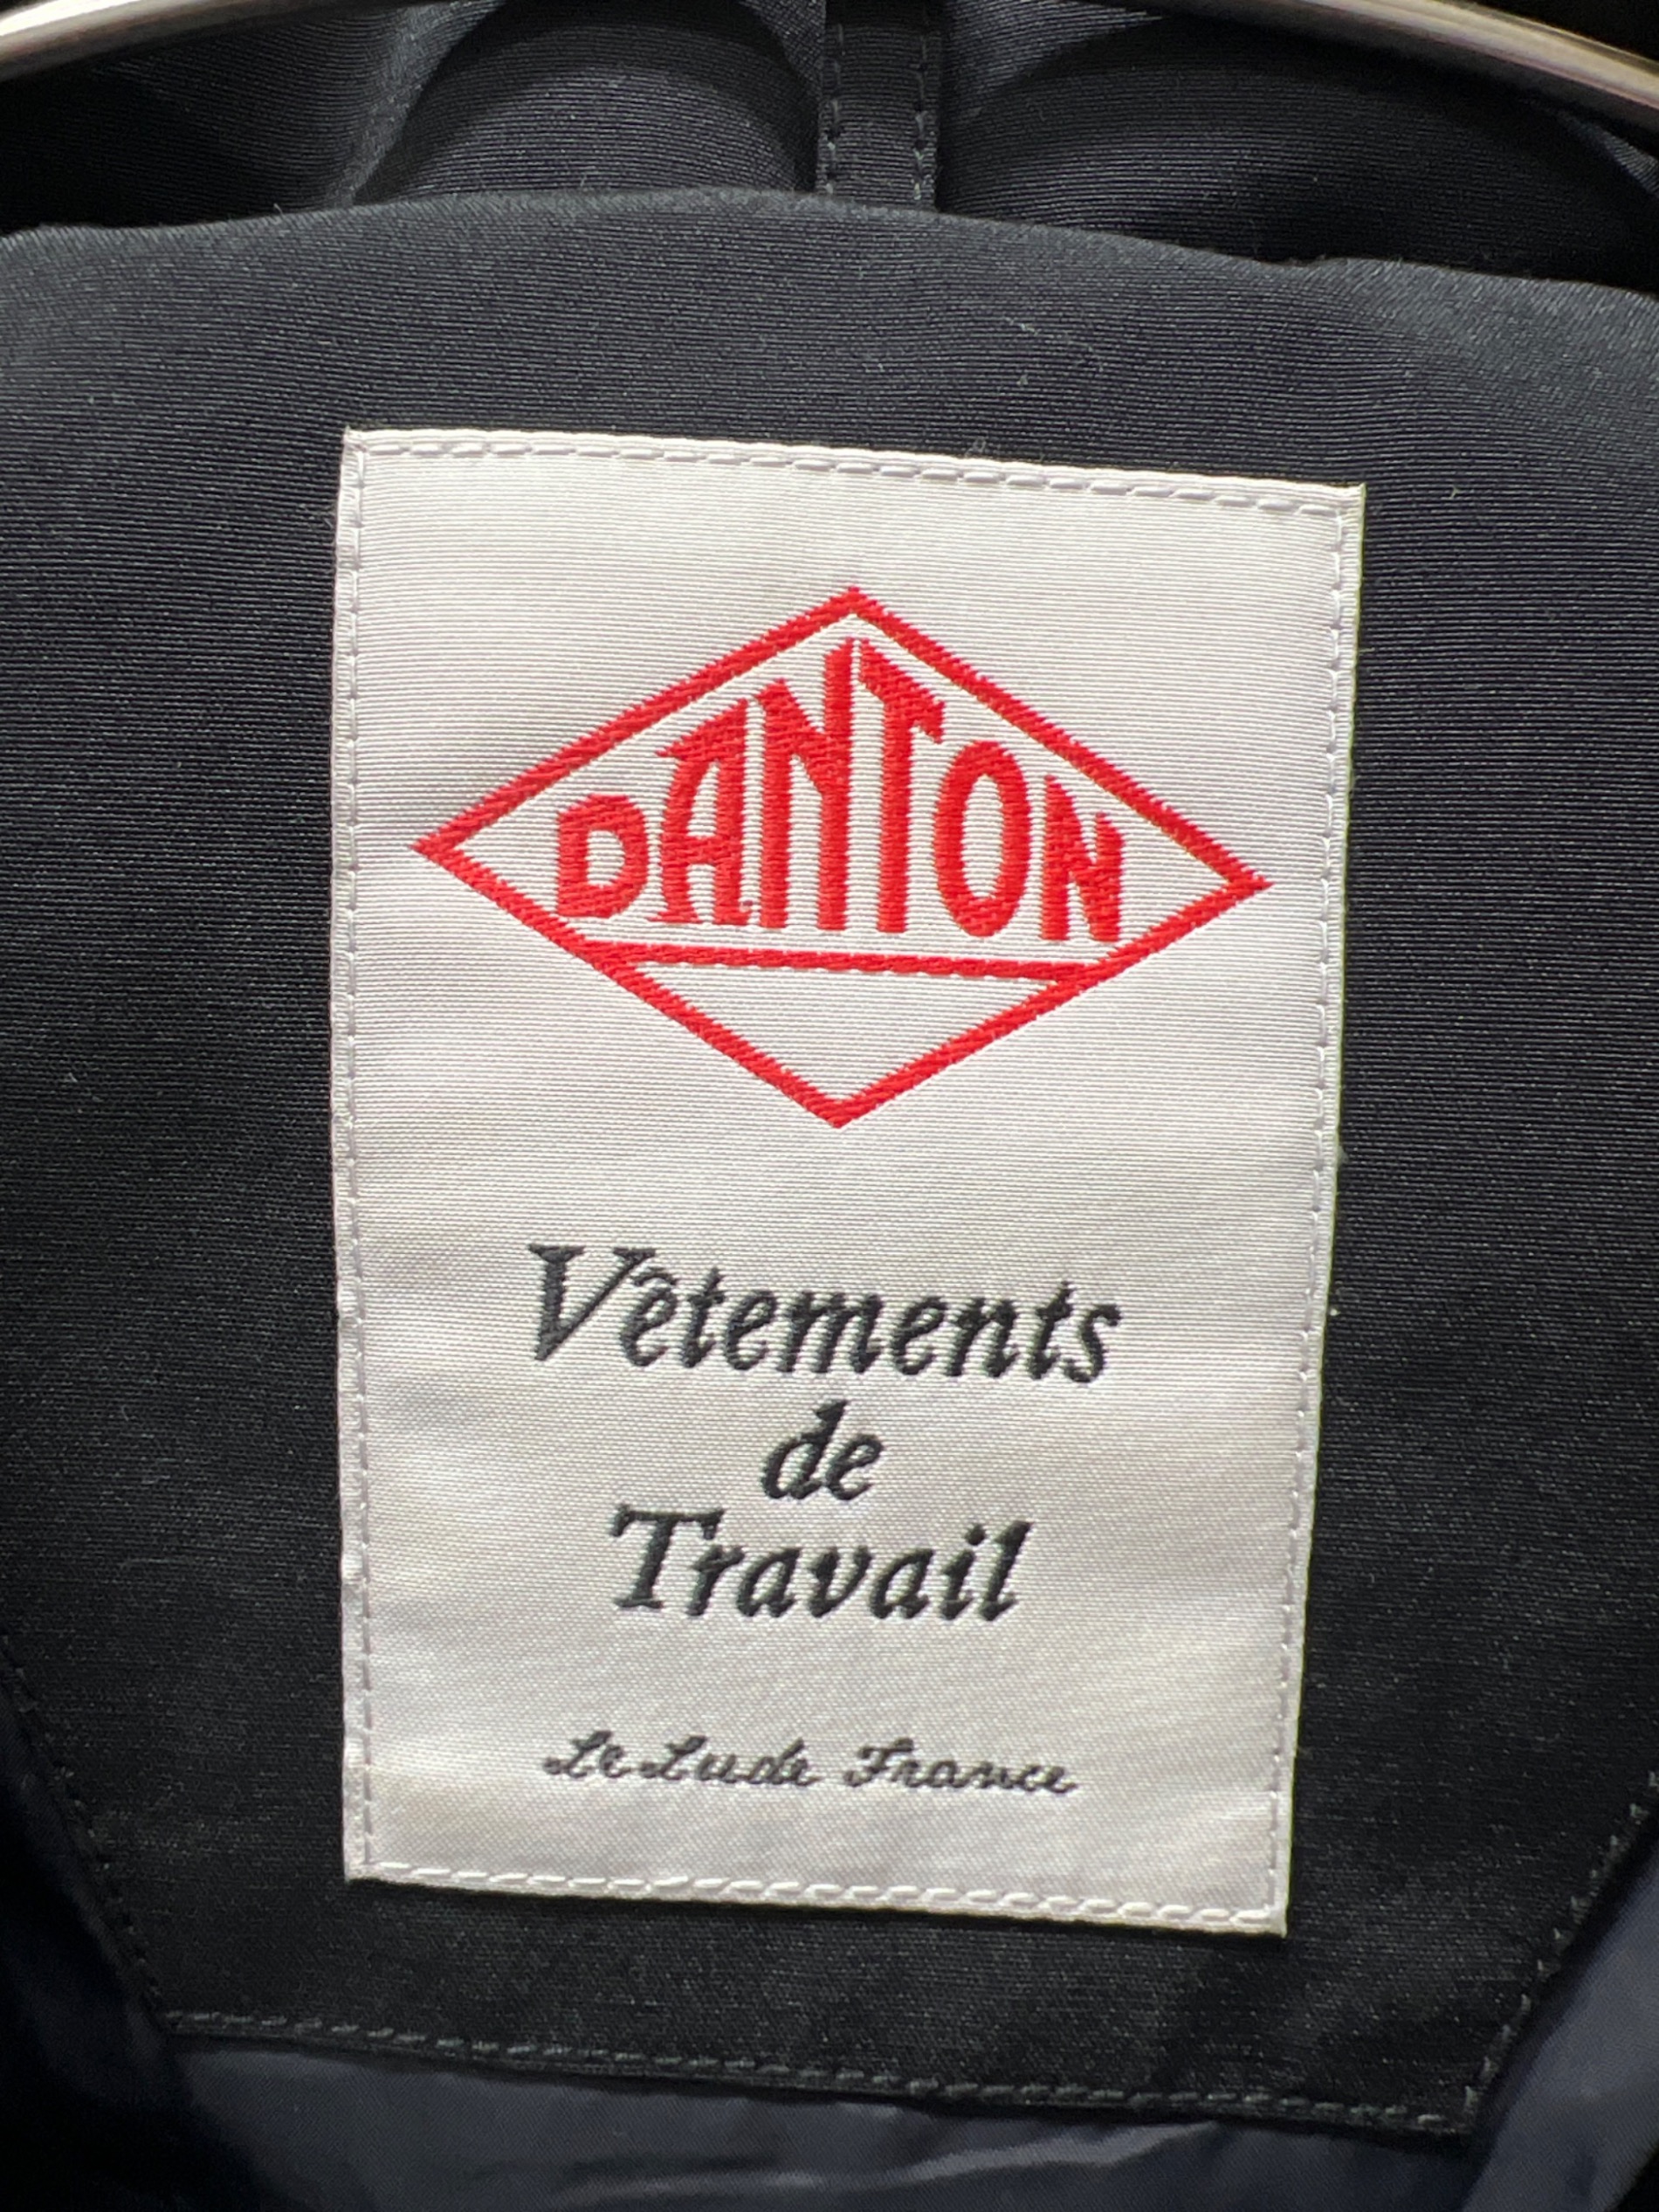 DANTON
Vêtements
de
Travail
Le Lude France